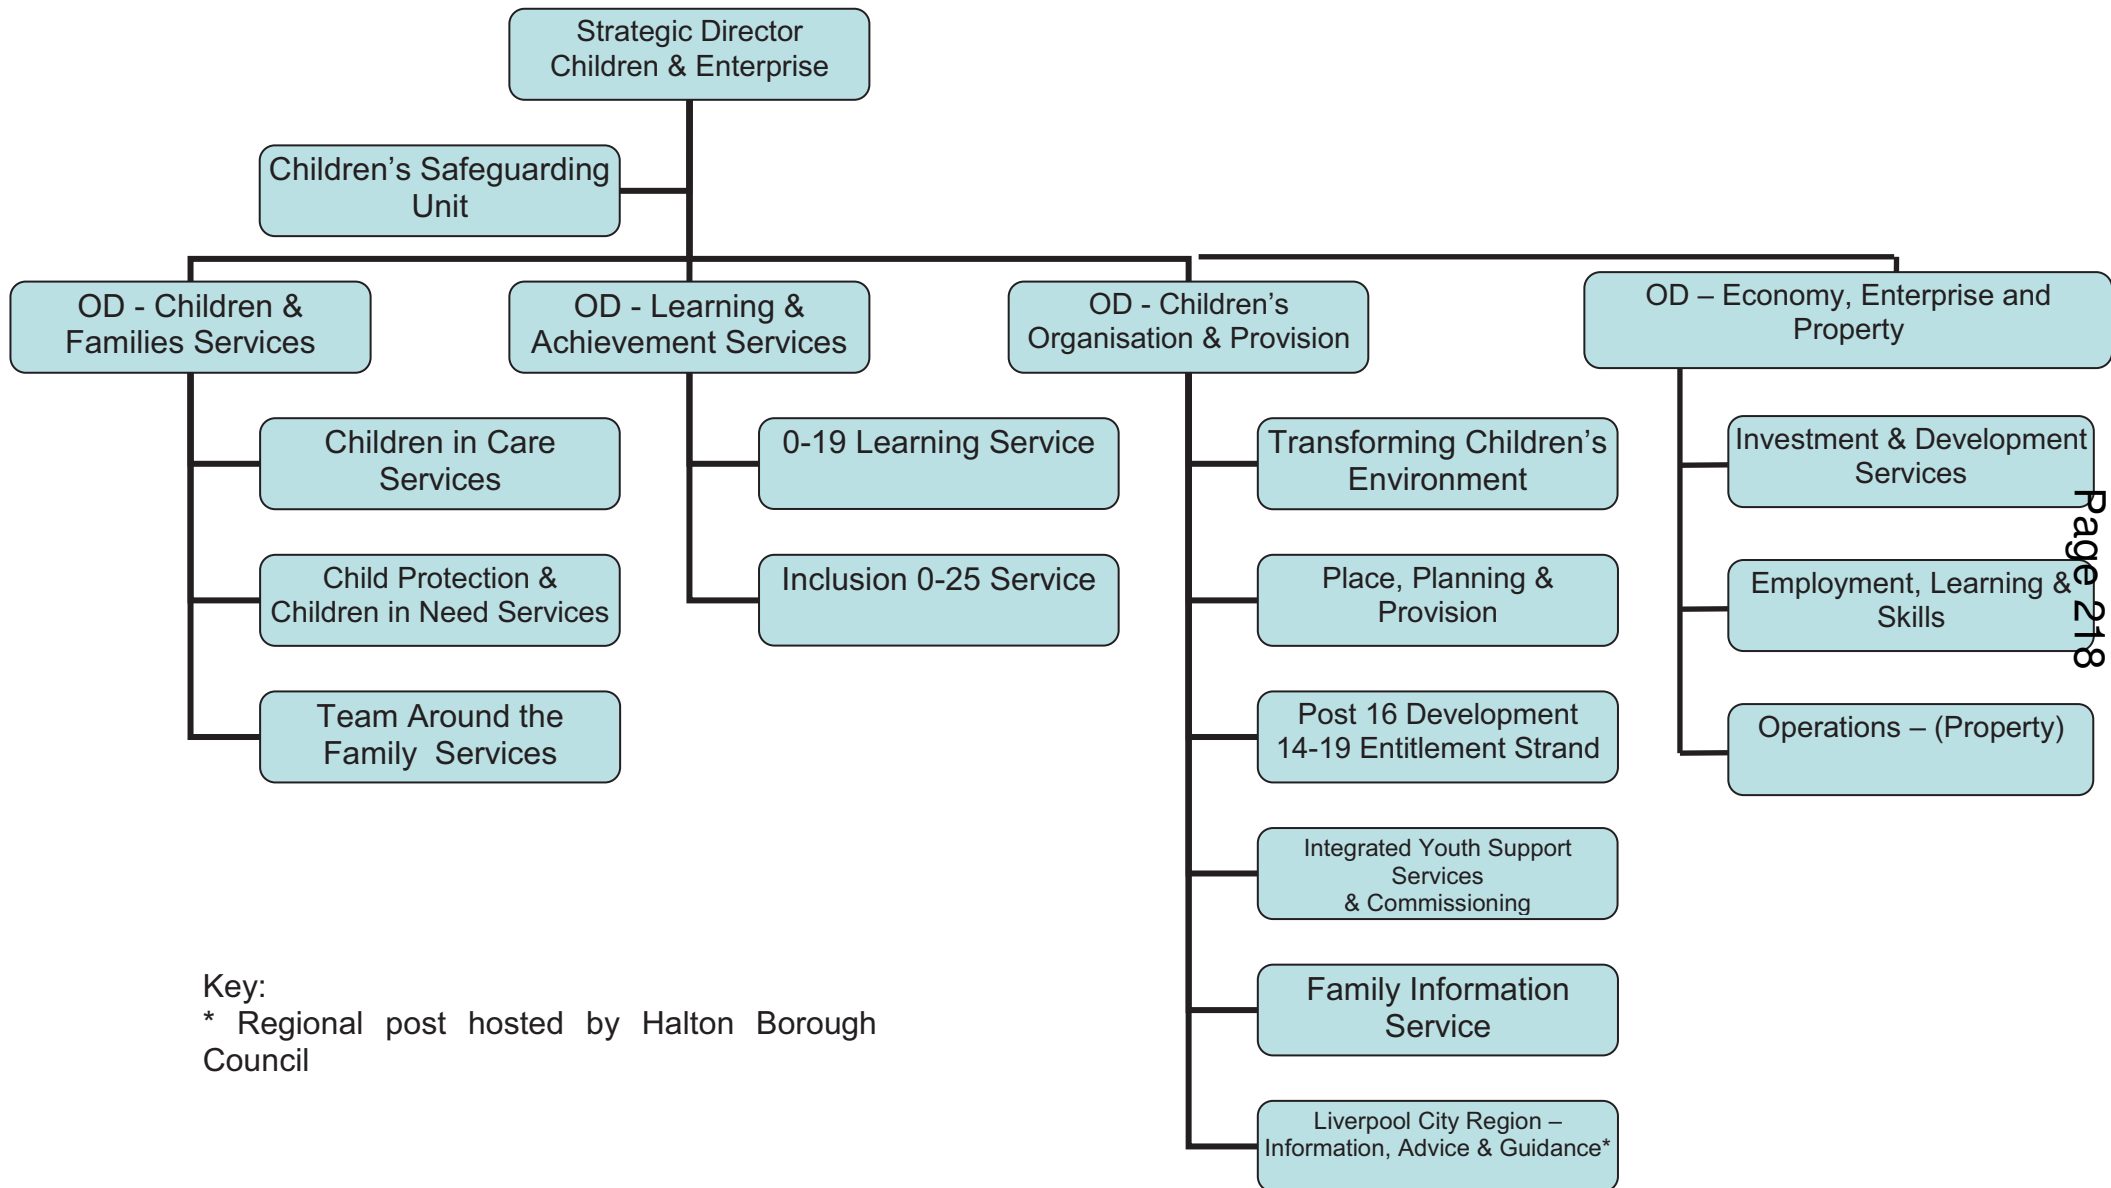 Strategic Director
Children & Enterprise
Children’s Safeguarding
Unit
OD - Children &
Families Services
OD - Learning &
Achievement Services
OD - Children’s
Organisation & Provision
OD – Economy, Enterprise and
Property
Children in Care
Services
Child Protection &
Children in Need Services
Team Around the
Family Services
0-19 Learning Service
Inclusion 0-25 Service
Transforming Children’s
Environment
Place, Planning &
Provision
Post 16 Development
14-19 Entitlement Strand
Integrated Youth Support
Services
& Commissioning
Family Information
Service
Liverpool City Region –
Information, Advice & Guidance*
Investment & Development
Services
Employment, Learning &
Skills
Operations – (Property)
Key:
* Regional post hosted by Halton Borough
Council
Page 218